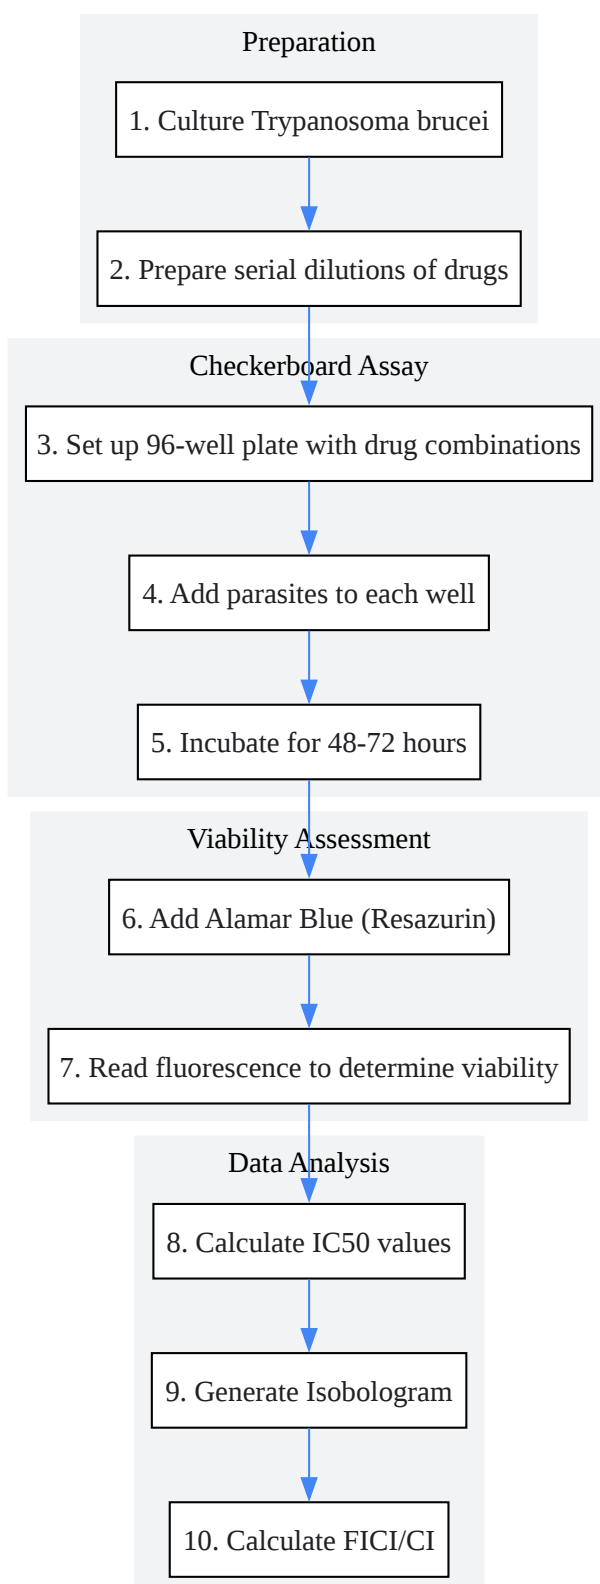 Preparation
1. Culture Trypanosoma brucei
2. Prepare serial dilutions of drugs
Checkerboard Assay
3. Set up 96-well plate with drug combinations
4. Add parasites to each well
5. Incubate for 48-72 hours
Viability Assessment
6. Add Alamar Blue (Resazurin)
7. Read fluorescence to determine viability
Data Analysis
8. Calculate IC50 values
9. Generate Isobologram
10. Calculate FICI/CI